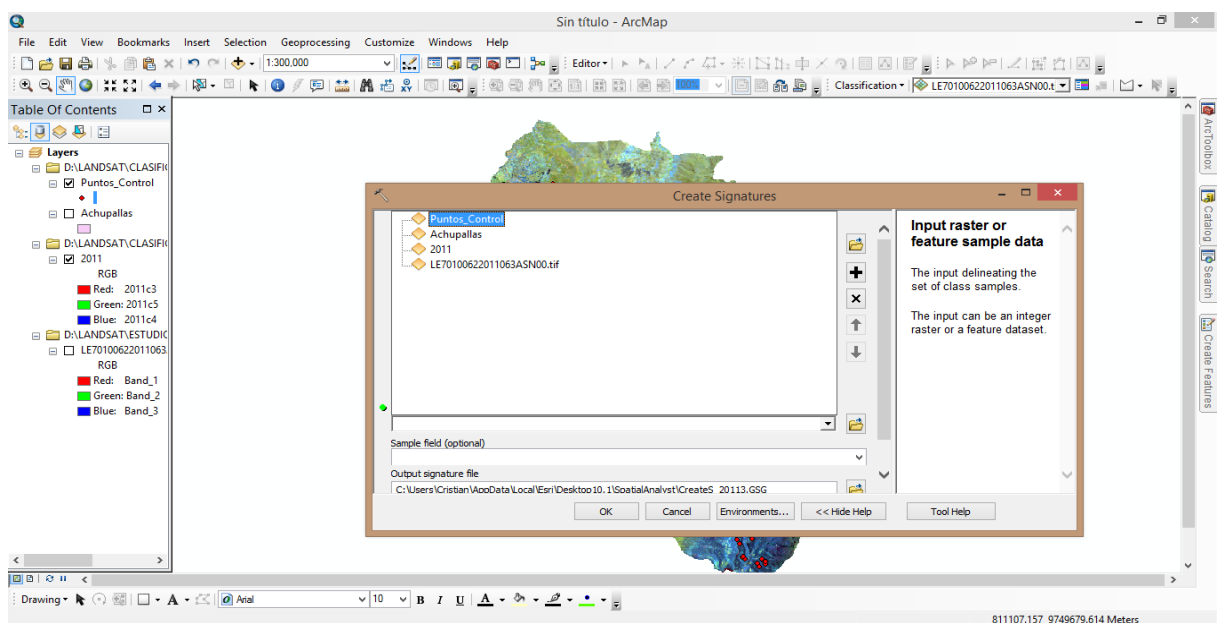 Sin título - ArcMap
File Edit View Bookmarks Insert Selection Geoprocessing Customize Windows Help
1:300,000
Editor
100%
Classification
LE70100622011063ASN00.t
Table Of Contents
Layers
D:\LANDSAT\CLASIFI
Puntos_Control
Achupallas
D:\LANDSAT\CLASIFI
2011
RGB
Red: 2011c3
Green: 2011c5
Blue: 2011c4
D:\LANDSAT\ESTUDIO
LE70100622011063
RGB
Red: Band_1
Green: Band_2
Blue: Band_3
Create Signatures
Puntos_Control
Achupallas
2011
LE70100622011063ASN00.tif
Sample field (optional)
Output signature file
C:\Users\Cristian\AppData\Local\Esri\Desktop10.1\SpatialAnalyst\CreateS_20113.GSG
Input raster or
feature sample data
The input delineating the
set of class samples.
The input can be an integer
raster or a feature dataset.
OK
Cancel
Environments...
<< Hide Help
Tool Help
ArcToolbox
Catalog
Search
Create Features
Drawing
A
Arial
10
B I U A
811107.157 9749679.614 Meters